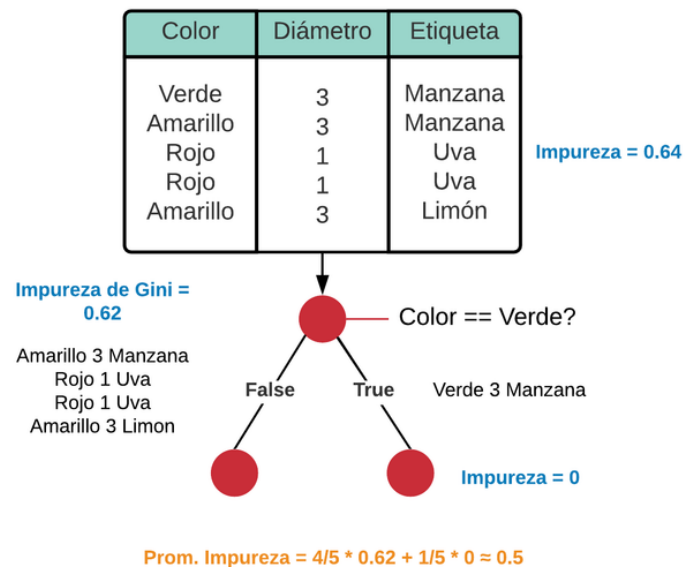 Color Diámetro Etiqueta
Verde 3 Manzana
Amarillo 3 Manzana
Rojo 1 Uva
Rojo 1 Uva
Amarillo 3 Limón
Impureza = 0.64
Impureza de Gini =
0.62
Color == Verde?
Amarillo 3 Manzana
Rojo 1 Uva
Rojo 1 Uva
Amarillo 3 Limon
False
True
Verde 3 Manzana
Impureza = 0
Prom. Impureza = 4/5 * 0.62 + 1/5 * 0 ≈ 0.5